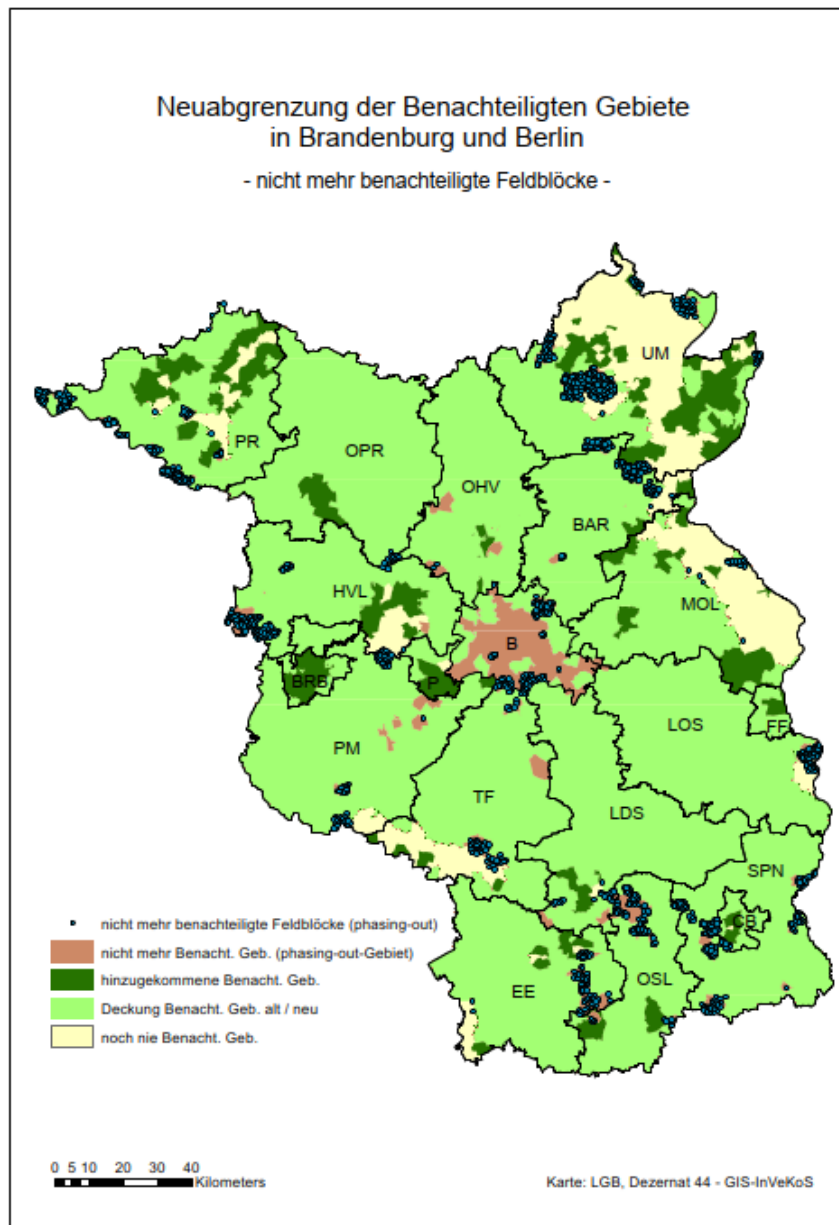 Neuabgrenzung der Benachteiligten Gebiete
in Brandenburg und Berlin
- nicht mehr benachteiligte Feldblöcke -
UM
PR
OPR
OHV
BAR
HVL
MOL
B
BRB
P
LOS
FF
PM
TF
LDS
SPN
CB
EE
OSL
nicht mehr benachteiligte Feldblöcke (phasing-out)
nicht mehr Benacht. Geb. (phasing-out-Gebiet)
hinzugekommene Benacht. Geb.
Deckung Benacht. Geb. alt / neu
noch nie Benacht. Geb.
0 5 10 20 30 40
Kilometers
Karte: LGB, Dezernat 44 - GIS-InVeKoS